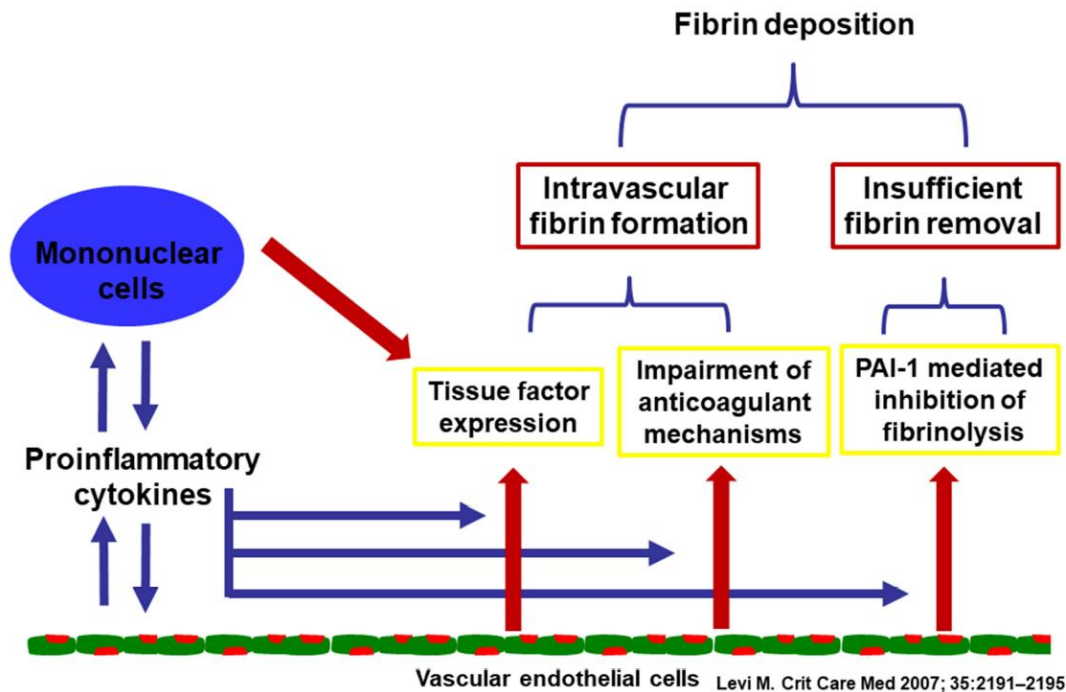 Fibrin deposition
Intravascular
fibrin formation
Insufficient
fibrin removal
Mononuclear
cells
Tissue factor
expression
Impairment of
anticoagulant
mechanisms
PAI-1 mediated
inhibition of
fibrinolysis
Proinflammatory
cytokines
Vascular endothelial cells
Levi M. Crit Care Med 2007; 35:2191–2195